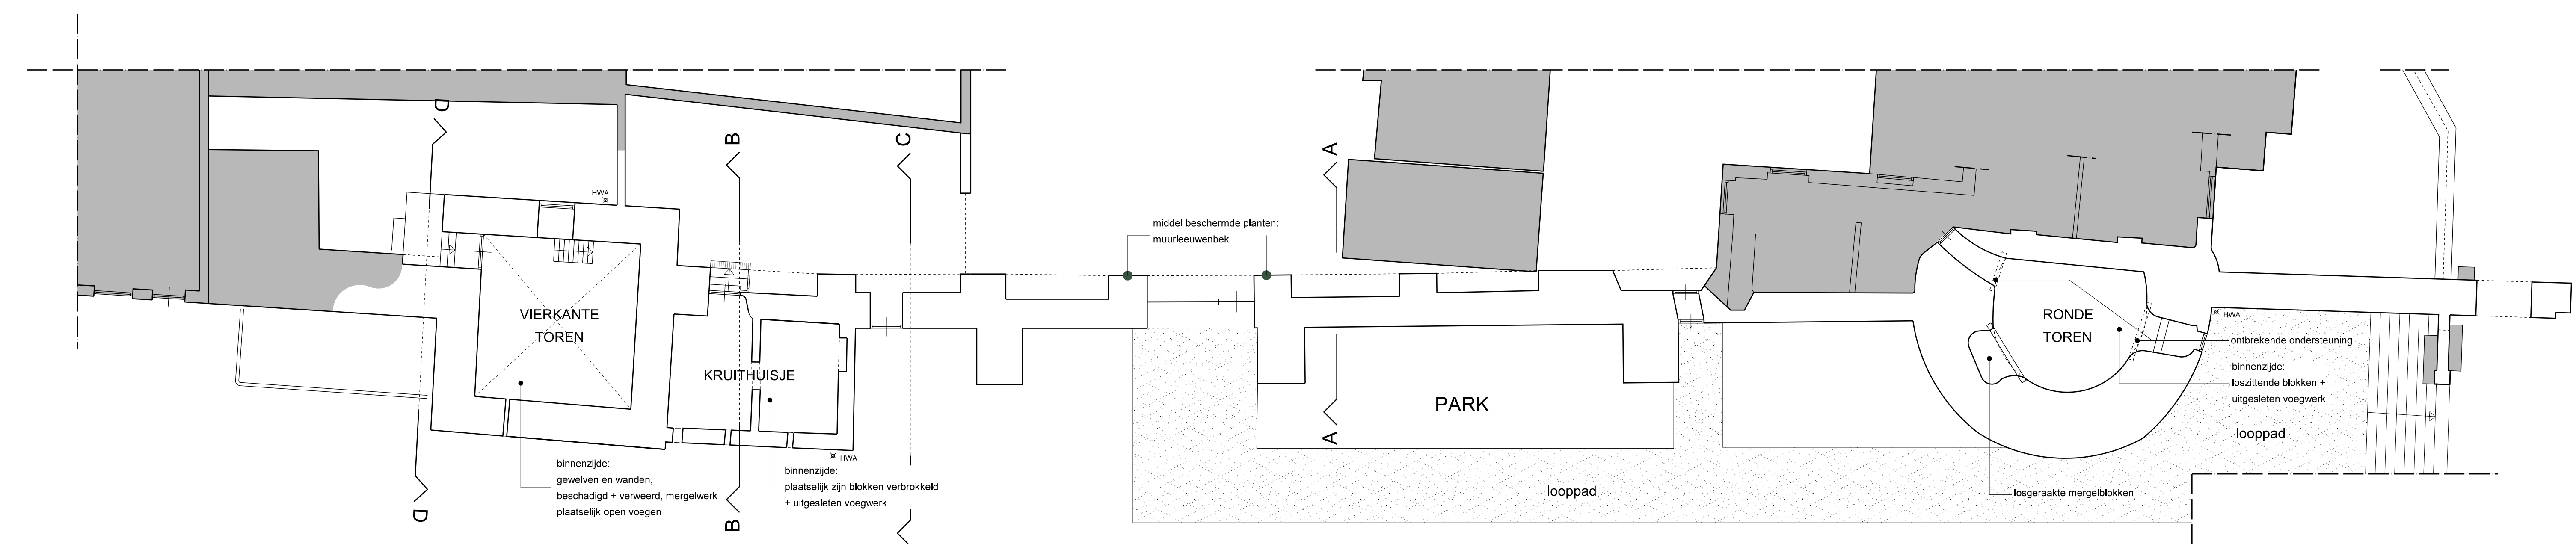 D
B
C
A
HWA
middel beschermde planten:
muurleeuwenbek
VIERKANTE
TOREN
KRUITHUISJE
RONDE
TOREN
HWA
ontbrekende ondersteuning
binnenzijde:
loszittende blokken +
uitgesleten voegwerk
PARK
looppad
A
HWA
binnenzijde:
gewelven en wanden,
beschadigd + verweerd, mergelwerk
plaatselijk open voegen
binnenzijde:
plaatselijk zijn blokken verbrokkeld
+ uitgesleten voegwerk
looppad
losgeraakte mergelblokken
D
B